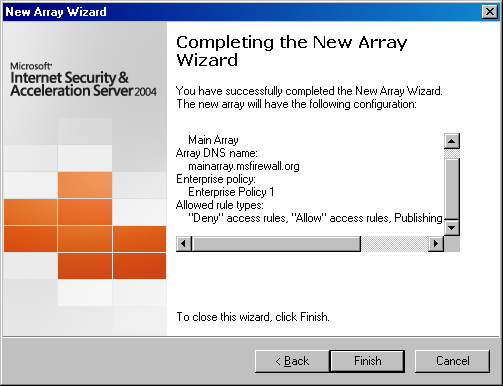 New Array Wizard
Microsoft®
Internet Security &
Acceleration Server 2004
Completing the New Array
Wizard
You have successfully completed the New Array Wizard.
The new array will have the following configuration:
Main Array
Array DNS name:
mainarray.msfirewall.org
Enterprise policy:
Enterprise Policy 1
Allowed rule types:
"Deny" access rules, "Allow" access rules, Publishing
To close this wizard, click Finish.
< Back
Finish
Cancel